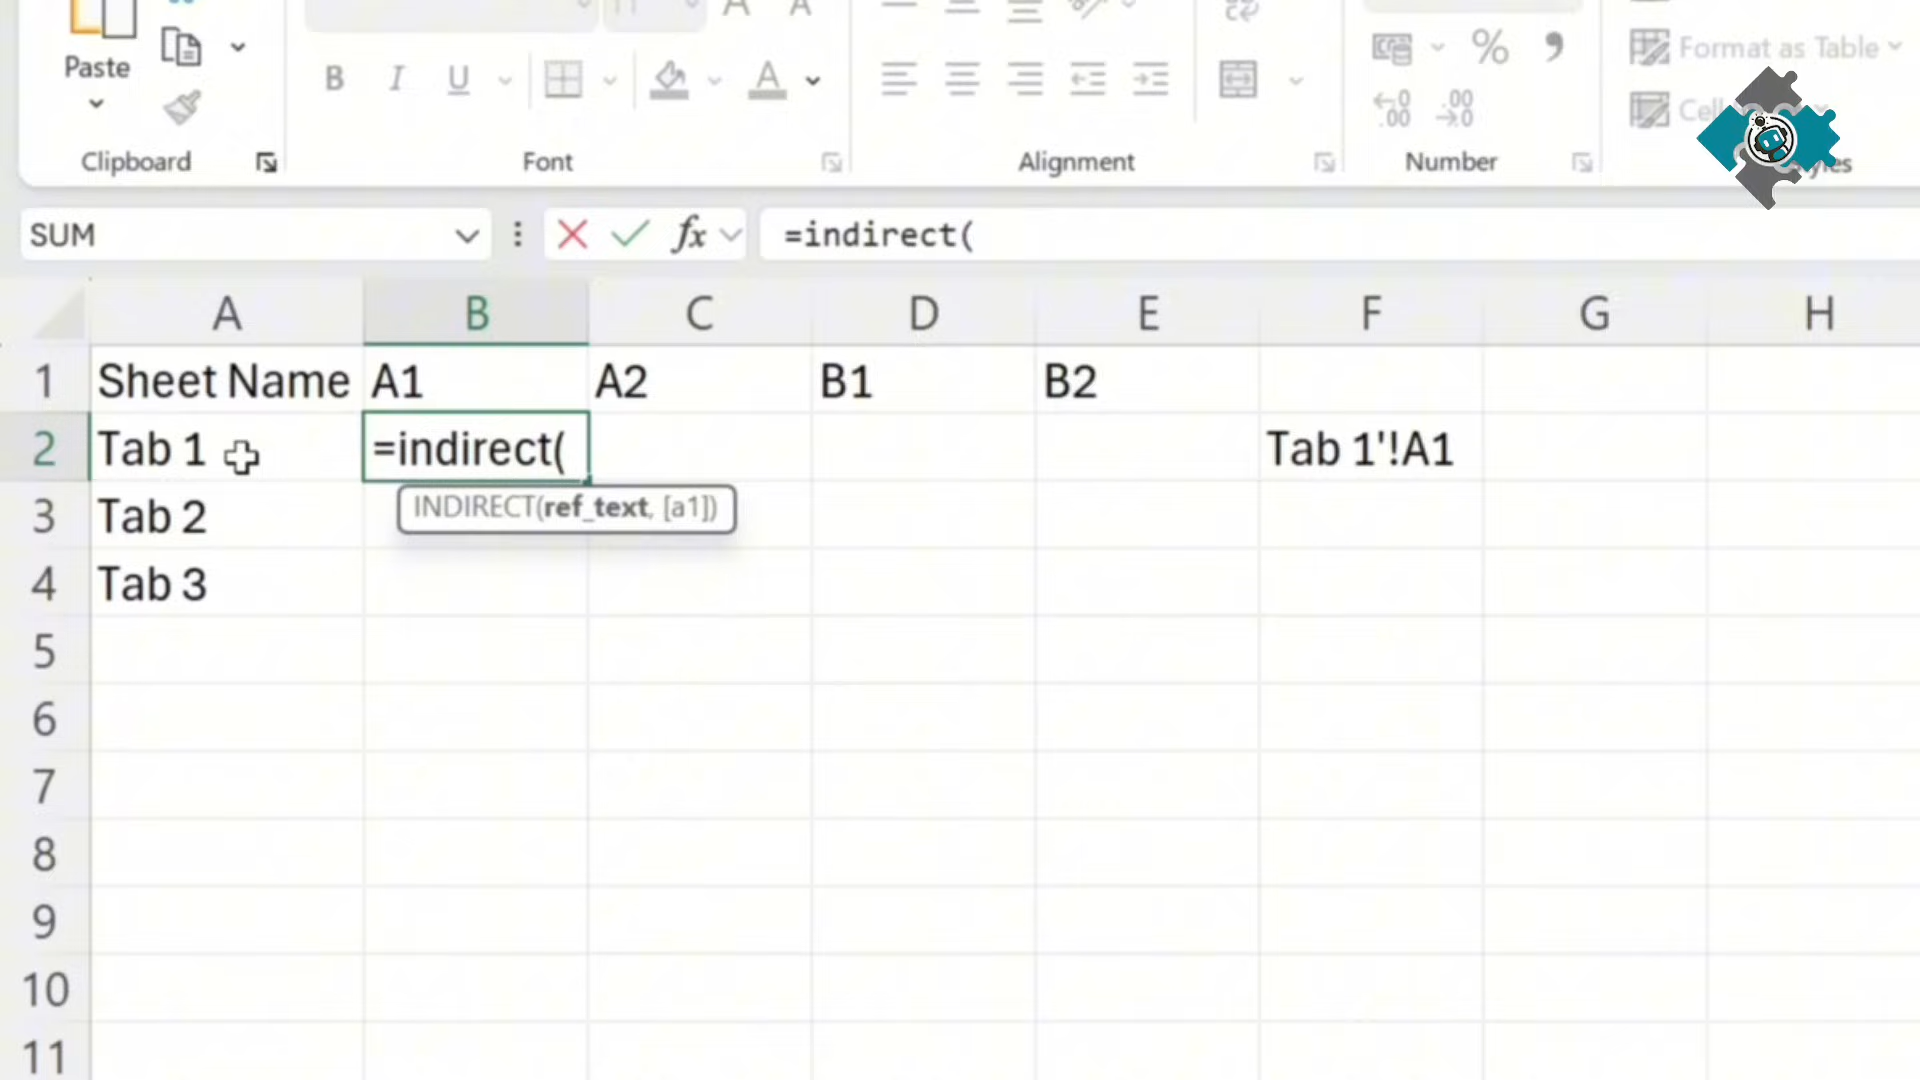 Paste
B I U
A
%
Format as Table
Clipboard Font Alignment Number
SUM fx =indirect(
A B C D E F G H
1 Sheet Name A1 A2 B1 B2
2 Tab 1 =indirect( Tab 1'!A1
INDIRECT(ref_text, [a1])
3 Tab 2
4 Tab 3
5
6
7
8
9
10
11